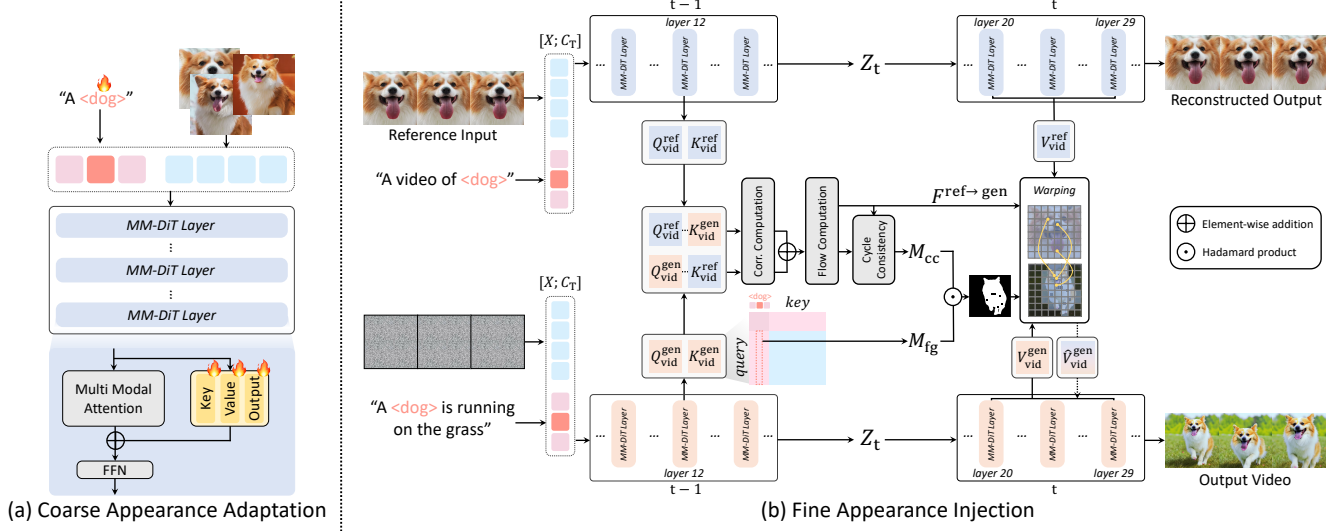 “A <dog>”
MM-DiT Layer
⋮
MM-DiT Layer
⋮
MM-DiT Layer
Multi Modal
Attention
Key
Value
Output
FFN
(a) Coarse Appearance Adaptation
t − 1
t
[X; C_T]
layer 12
... MM-DiT Layer ... MM-DiT Layer ... MM-DiT Layer ...
Z_t
layer 20
layer 29
... MM-DiT Layer ... MM-DiT Layer ... MM-DiT Layer ...
Reference Input
Reconstructed Output
“A video of <dog>”
Q_vid^ref K_vid^ref
V_vid^ref
Q_vid^ref ... K_vid^gen
Q_vid^gen ... K_vid^ref
Corr. Computation
Flow Computation
Cycle
Consistency
F^ref→gen
M_cc
Warping
Element-wise addition
Hadamard product
[X; C_T]
<dog>
key
query
Q_vid^gen K_vid^gen
M_fg
V_vid^gen
V̂_vid^gen
“A <dog> is running
on the grass”
... MM-DiT Layer ... MM-DiT Layer ... MM-DiT Layer ...
layer 12
t − 1
Z_t
... MM-DiT Layer ... MM-DiT Layer ... MM-DiT Layer ...
layer 20
layer 29
t
Output Video
(b) Fine Appearance Injection